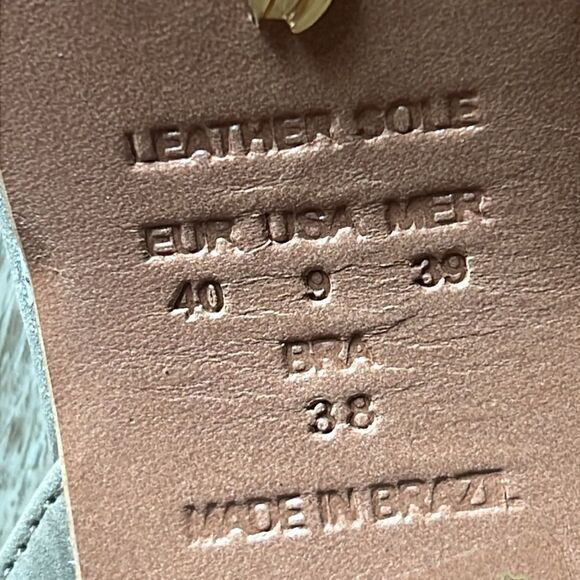 LEATHER SOLE
EUR USA MER
40 9 39
BRA
38
MADE IN BRAZIL